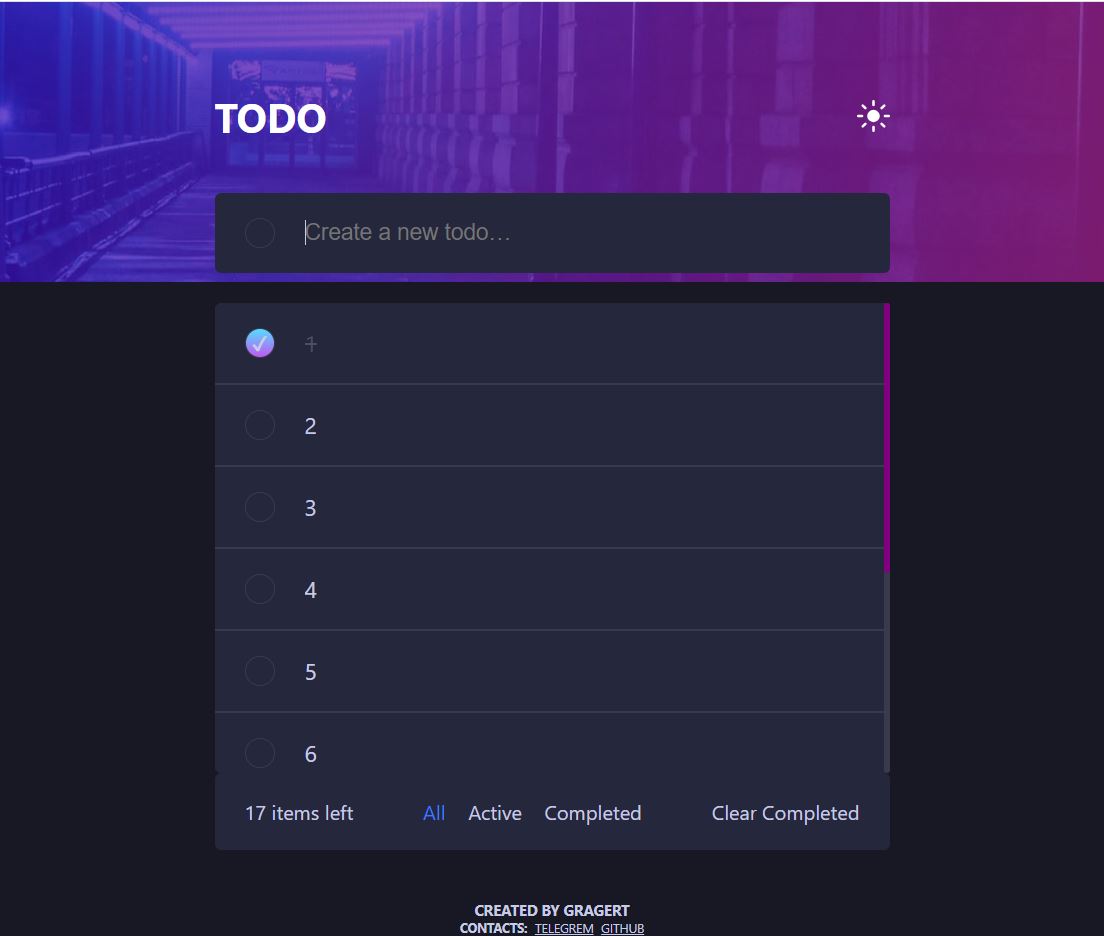 TODO
Create a new todo…
1
2
3
4
5
6
17 items left All Active Completed Clear Completed
CREATED BY GRAGERT
CONTACTS: TELEGREM GITHUB